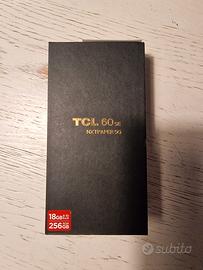 TCL 60 SE
NXTPAPER 5G
18GB
256GB
subito